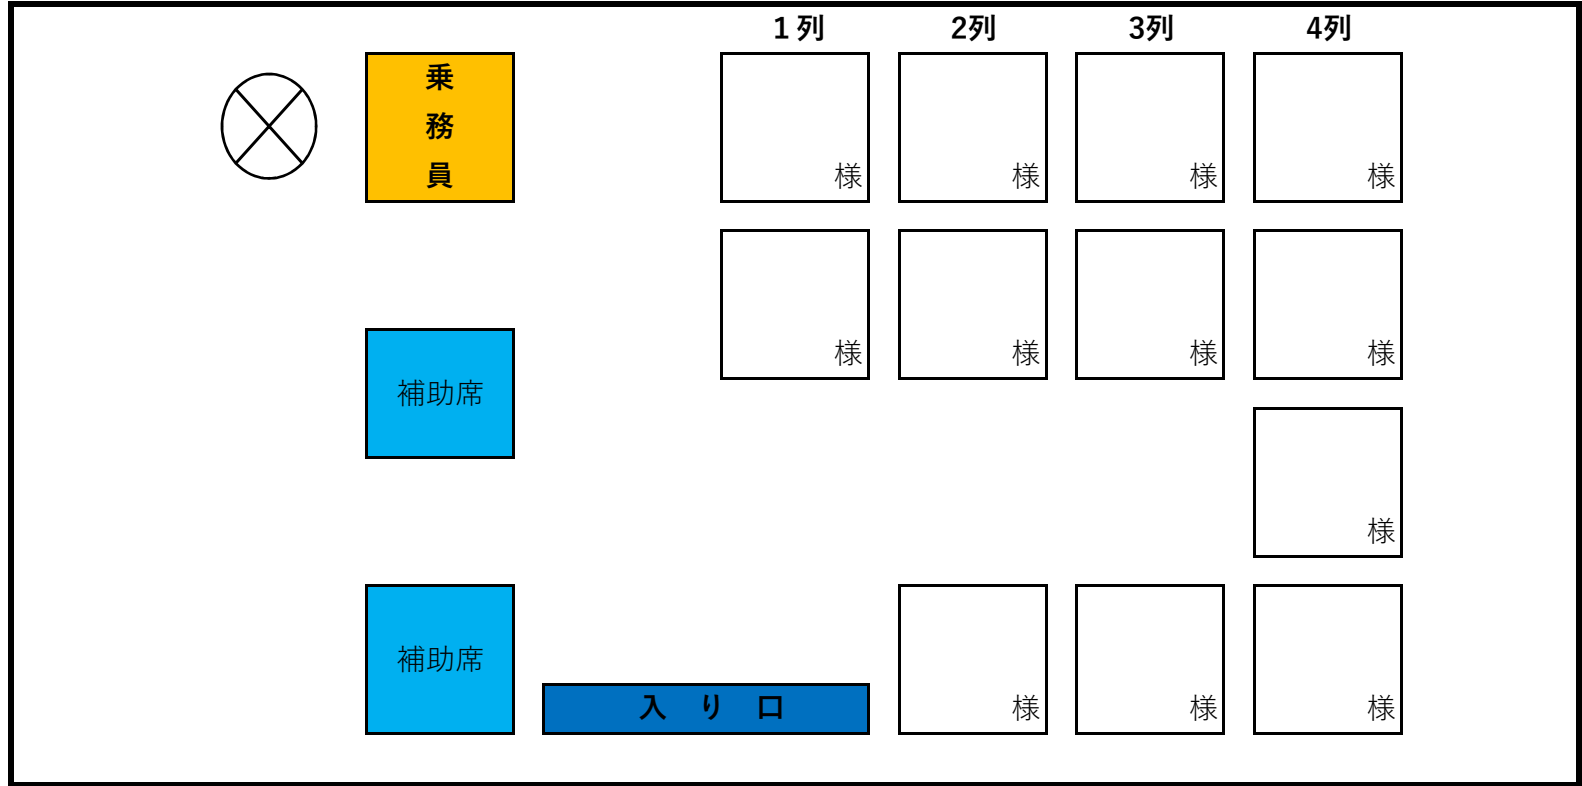 １列 2列 3列 4列
乗
務
員
様 様 様 様
様 様 様 様
補助席
様
補助席
入り口
様 様 様